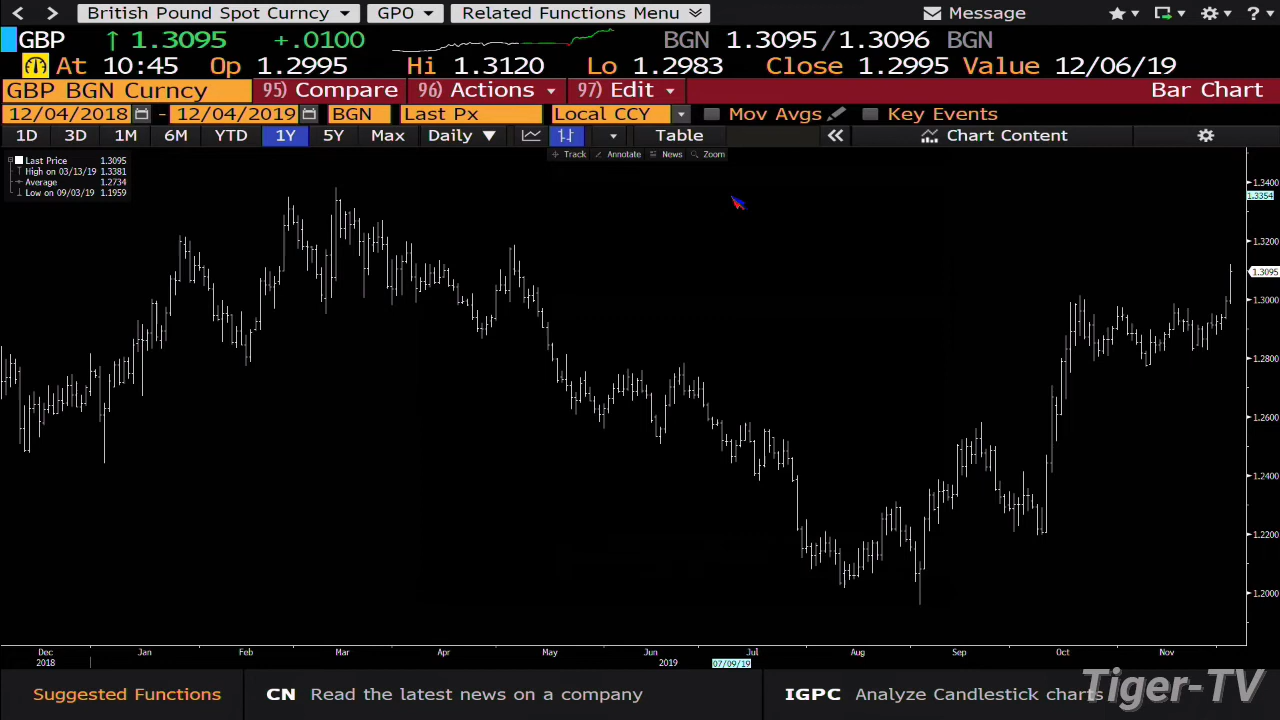 British Pound Spot Curncy GPO Related Functions Menu Message ?
GBP ↑ 1.3095 +.0100 BGN 1.3095/1.3096 BGN
At 10:45 Op 1.2995 Hi 1.3120 Lo 1.2983 Close 1.2995 Value 12/06/19
GBP BGN Curncy 95) Compare 96) Actions 97) Edit Bar Chart
12/04/2018 - 12/04/2019 BGN Last Px Local CCY Mov Avgs Key Events
1D 3D 1M 6M YTD 1Y 5Y Max Daily ▼ Table « Chart Content
Track Annotate News Zoom
Last Price 1.3095
High on 03/13/19 1.3381
Average 1.2734
Low on 09/03/19 1.1959
1.3400
1.3354
1.3200
1.3095
1.3000
1.2800
1.2600
1.2400
1.2200
1.2000
Dec Jan Feb Mar Apr May Jun Jul Aug Sep Oct Nov
2018 2019 07/09/19
Suggested Functions CN Read the latest news on a company IGPC Analyze Candlestick charts
Tiger-TV